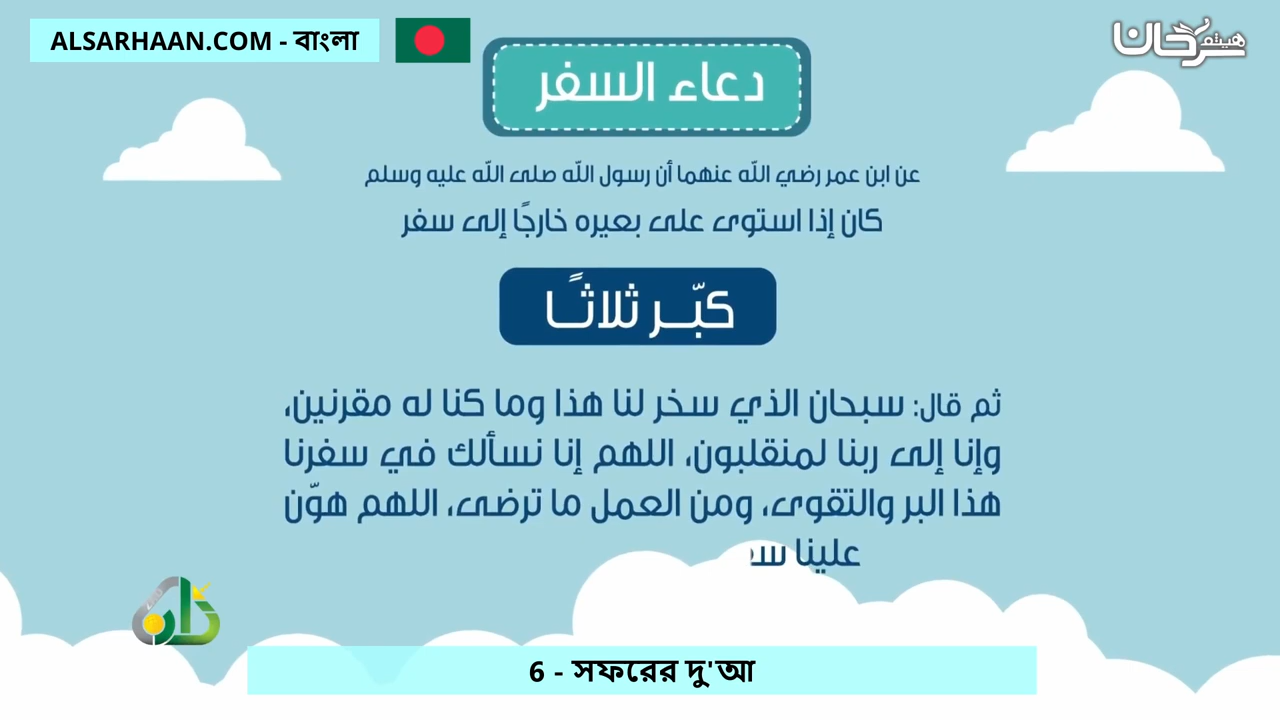 ALSARHAAN.COM - বাংলা
هيثم سرحان
دعاء السفر
عن ابن عمر رضي الله عنهما أن رسول الله صلى الله عليه وسلم
كان إذا استوى على بعيره خارجًا إلى سفر
كبّر ثلاثًا
ثم قال: سبحان الذي سخر لنا هذا وما كنا له مقرنين،
وإنا إلى ربنا لمنقلبون، اللهم إنا نسألك في سفرنا
هذا البر والتقوى، ومن العمل ما ترضى، اللهم هوّن
علينا
6 - সফরের দু'আ